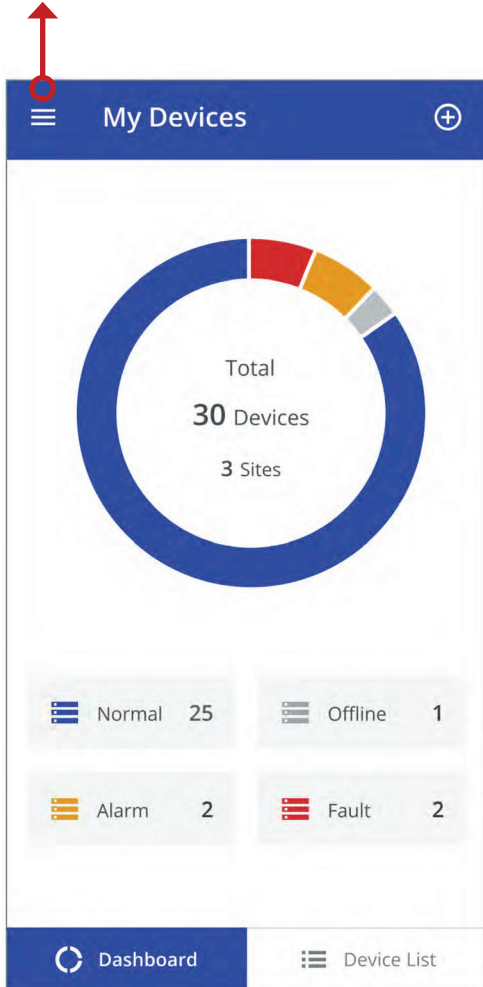 My Devices
Total
30 Devices
3 Sites
Normal 25
Offline 1
Alarm 2
Fault 2
Dashboard
Device List